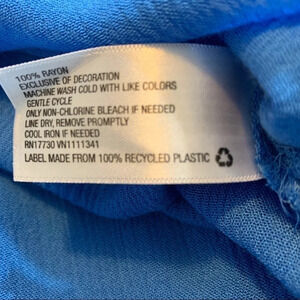 100% RAYON
EXCLUSIVE OF DECORATION
MACHINE WASH COLD WITH LIKE COLORS
GENTLE CYCLE
ONLY NON-CHLORINE BLEACH IF NEEDED
LINE DRY, REMOVE PROMPTLY
COOL IRON IF NEEDED
RN17730 VN1111341
LABEL MADE FROM 100% RECYCLED PLASTIC